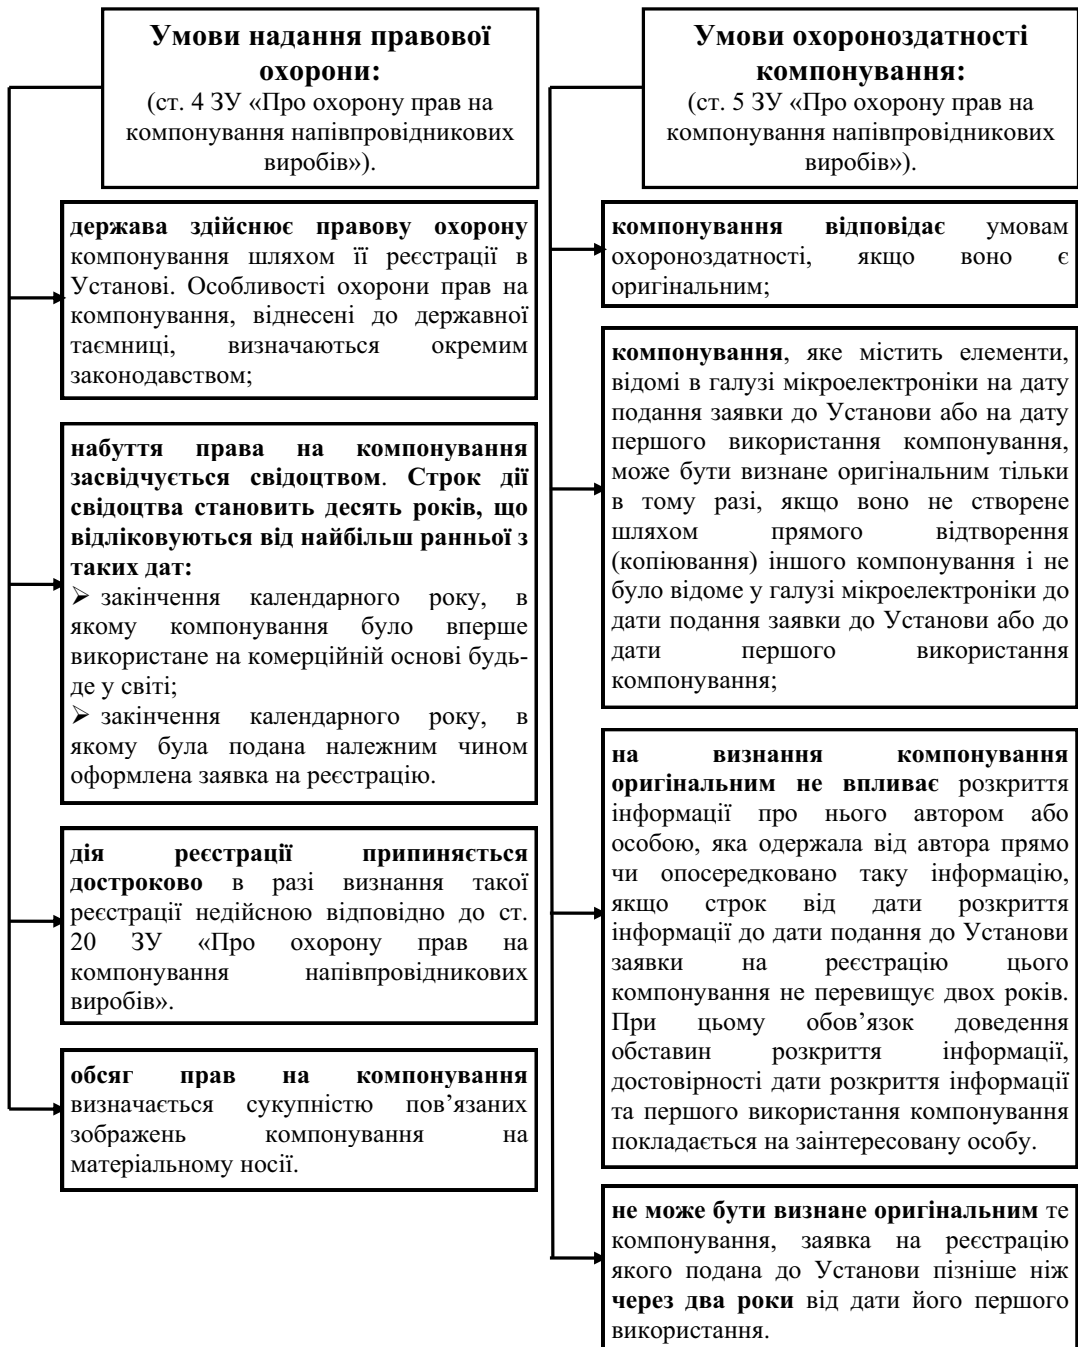 Умови надання правової
охорони:
(ст. 4 ЗУ «Про охорону прав на
компонування напівпровідникових
виробів»).
держава здійснює правову охорону
компонування шляхом її реєстрації в
Установі. Особливості охорони прав на
компонування, віднесені до державної
таємниці, визначаються окремим
законодавством;
набуття права на компонування
засвідчується свідоцтвом. Строк дії
свідоцтва становить десять років, що
відліковуються від найбільш ранньої з
таких дат:
➢ закінчення календарного року, в
якому компонування було вперше
використане на комерційній основі будь-
де у світі;
➢ закінчення календарного року, в
якому була подана належним чином
оформлена заявка на реєстрацію.
дія реєстрації припиняється
достроково в разі визнання такої
реєстрації недійсною відповідно до ст.
20 ЗУ «Про охорону прав на
компонування напівпровідникових
виробів».
обсяг прав на компонування
визначається сукупністю пов’язаних
зображень компонування на
матеріальному носії.
Умови охороноздатності
компонування:
(ст. 5 ЗУ «Про охорону прав на
компонування напівпровідникових
виробів»).
компонування відповідає умовам
охороноздатності, якщо воно є
оригінальним;
компонування, яке містить елементи,
відомі в галузі мікроелектроніки на дату
подання заявки до Установи або на дату
першого використання компонування,
може бути визнане оригінальним тільки
в тому разі, якщо воно не створене
шляхом прямого відтворення
(копіювання) іншого компонування і не
було відоме у галузі мікроелектроніки до
дати подання заявки до Установи або до
дати першого використання
компонування;
на визнання компонування
оригінальним не впливає розкриття
інформації про нього автором або
особою, яка одержала від автора прямо
чи опосередковано таку інформацію,
якщо строк від дати розкриття
інформації до дати подання до Установи
заявки на реєстрацію цього
компонування не перевищує двох років.
При цьому обов’язок доведення
обставин розкриття інформації,
достовірності дати розкриття інформації
та першого використання компонування
покладається на заінтересовану особу.
не може бути визнане оригінальним те
компонування, заявка на реєстрацію
якого подана до Установи пізніше ніж
через два роки від дати його першого
використання.